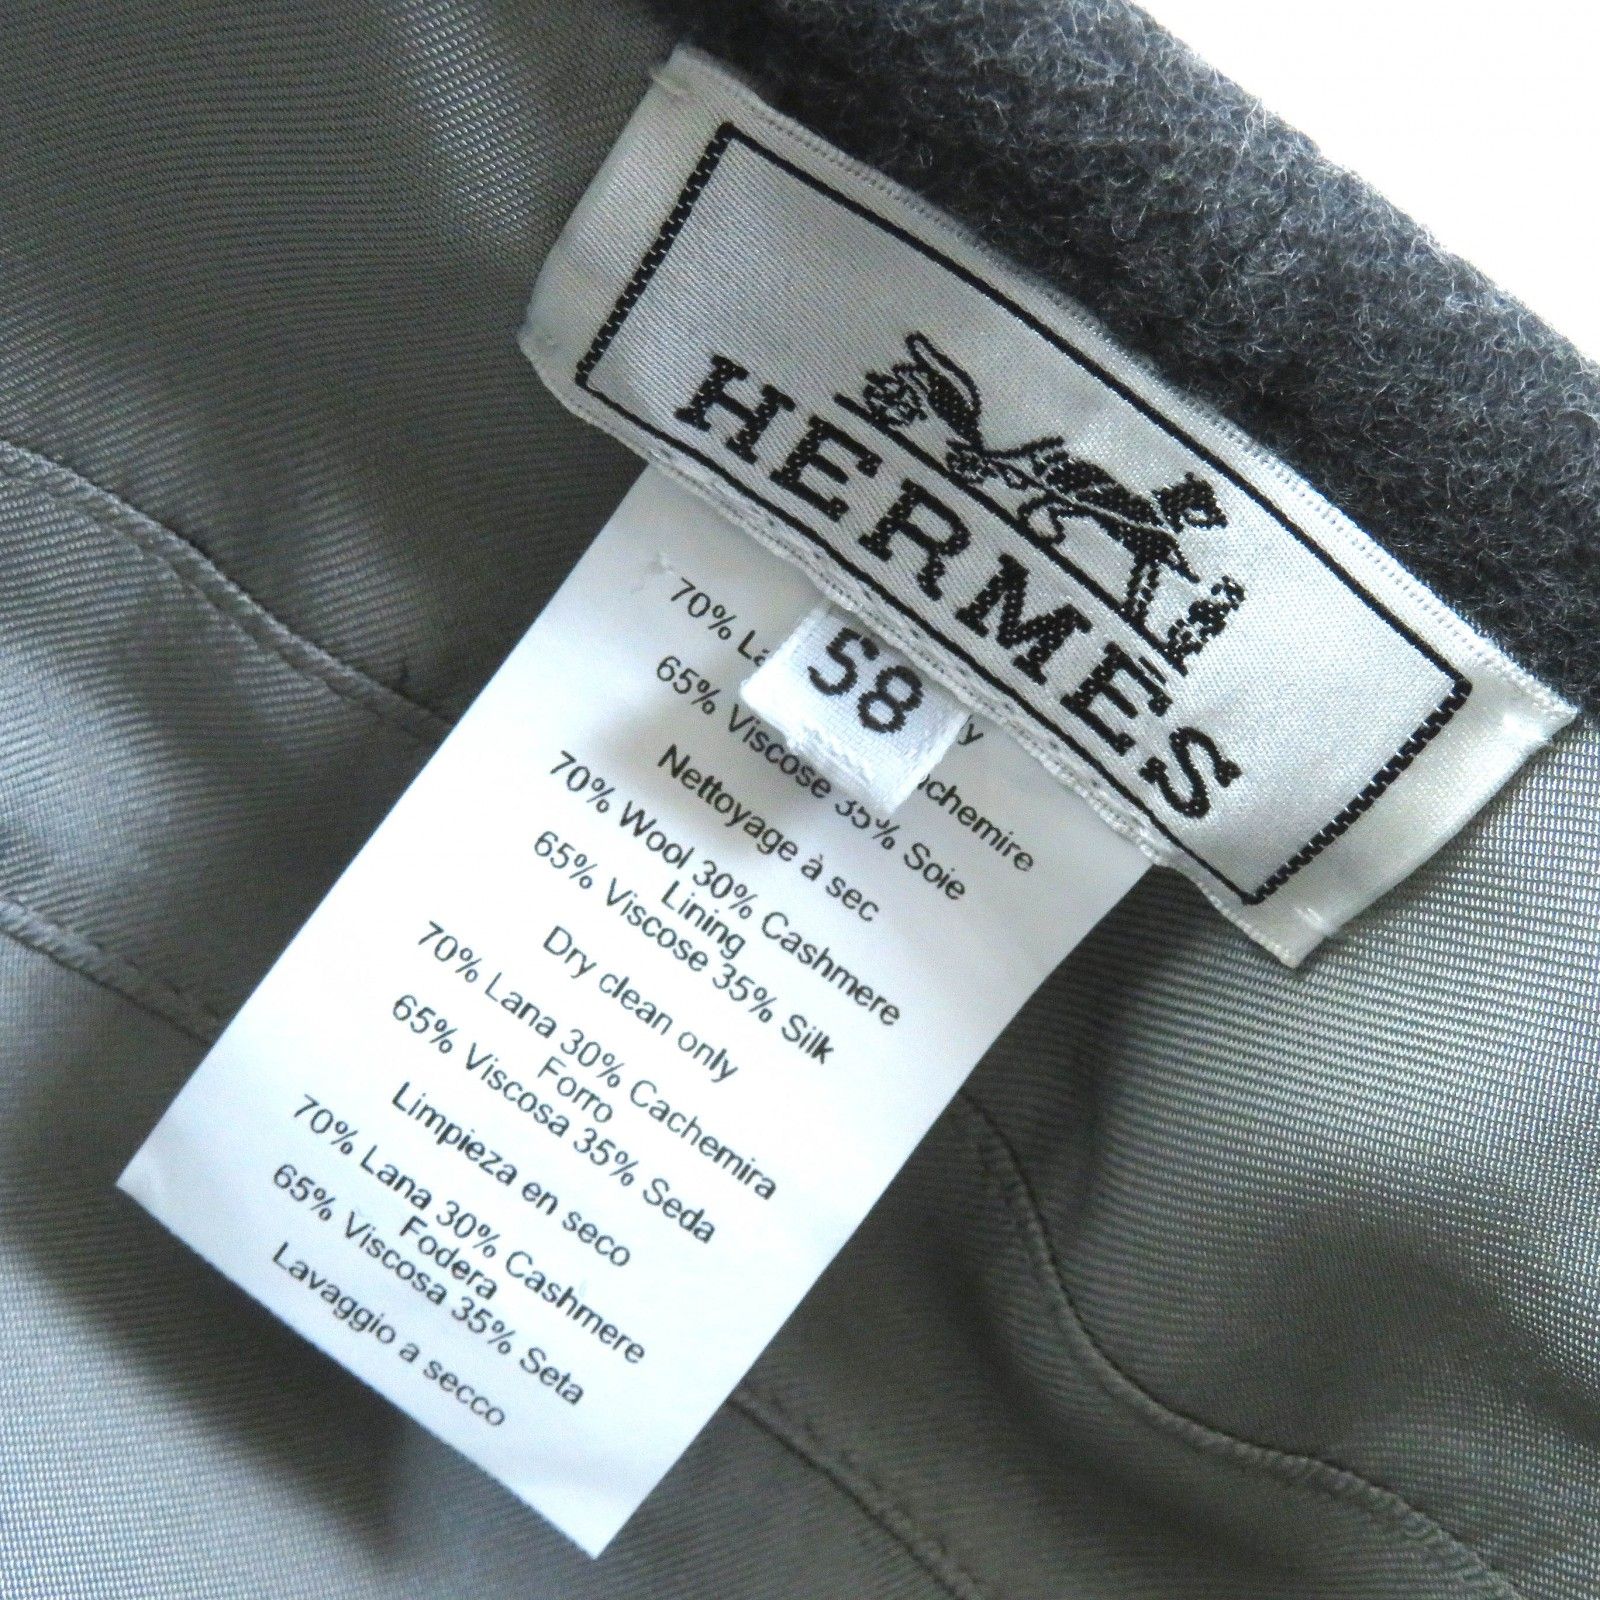 HERMES
58
70%
65% Viscose 35% Soie
Nettoyage à sec
70% Wool 30% Cashmere
Lining
65% Viscose 35% Silk
Dry clean only
70% Lana 30% Cachemira
Forro
65% Viscosa 35% Seda
Limpieza en seco
70% Lana 30% Cashmere
Fodera
65% Viscosa 35% Seta
Lavaggio a secco